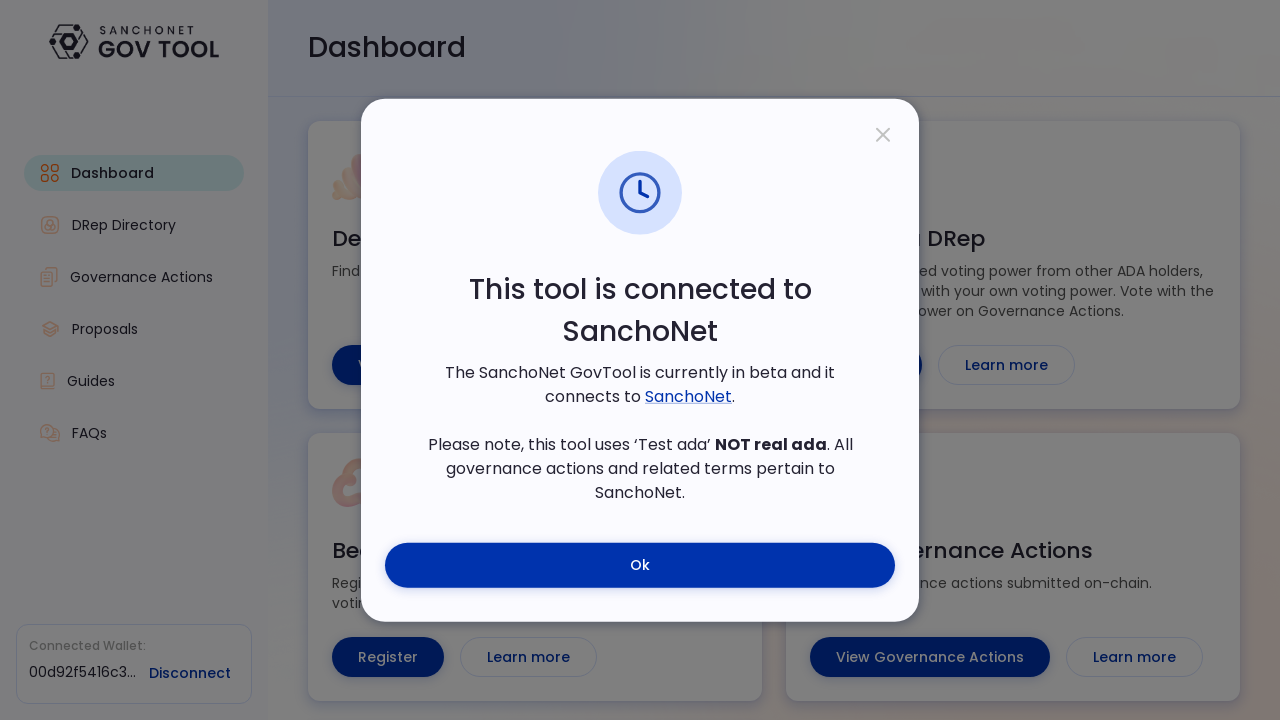 SANCHONET
GOV TOOL
Dashboard
DRep Directory
Governance Actions
Proposals
Guides
FAQs
Connected Wallet:
00d92f5416c3...
Disconnect
Dashboard
Find
DRep
ed voting power from other ADA holders,
with your own voting power. Vote with the
ower on Governance Actions.
Learn more
This tool is connected to
SanchoNet
The SanchoNet GovTool is currently in beta and it
connects to SanchoNet.
Please note, this tool uses ‘Test ada’ NOT real ada. All
governance actions and related terms pertain to
SanchoNet.
Ok
Register
Learn more
ernance Actions
nce actions submitted on-chain.
View Governance Actions
Learn more